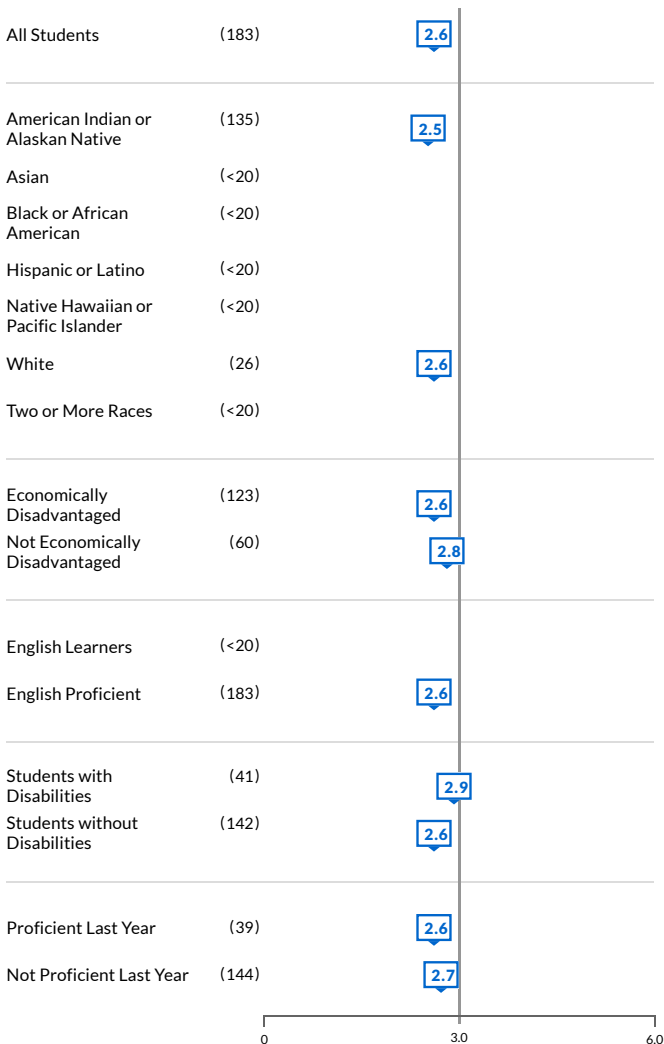 All Students (183) 2.6
American Indian or (135) 2.5
Alaskan Native
Asian (<20)
Black or African (<20)
American
Hispanic or Latino (<20)
Native Hawaiian or (<20)
Pacific Islander
White (26) 2.6
Two or More Races (<20)
Economically (123) 2.6
Disadvantaged
Not Economically (60) 2.8
Disadvantaged
English Learners (<20)
English Proficient (183) 2.6
Students with (41) 2.9
Disabilities
Students without (142) 2.6
Disabilities
Proficient Last Year (39) 2.6
Not Proficient Last Year (144) 2.7
0 3.0 6.0